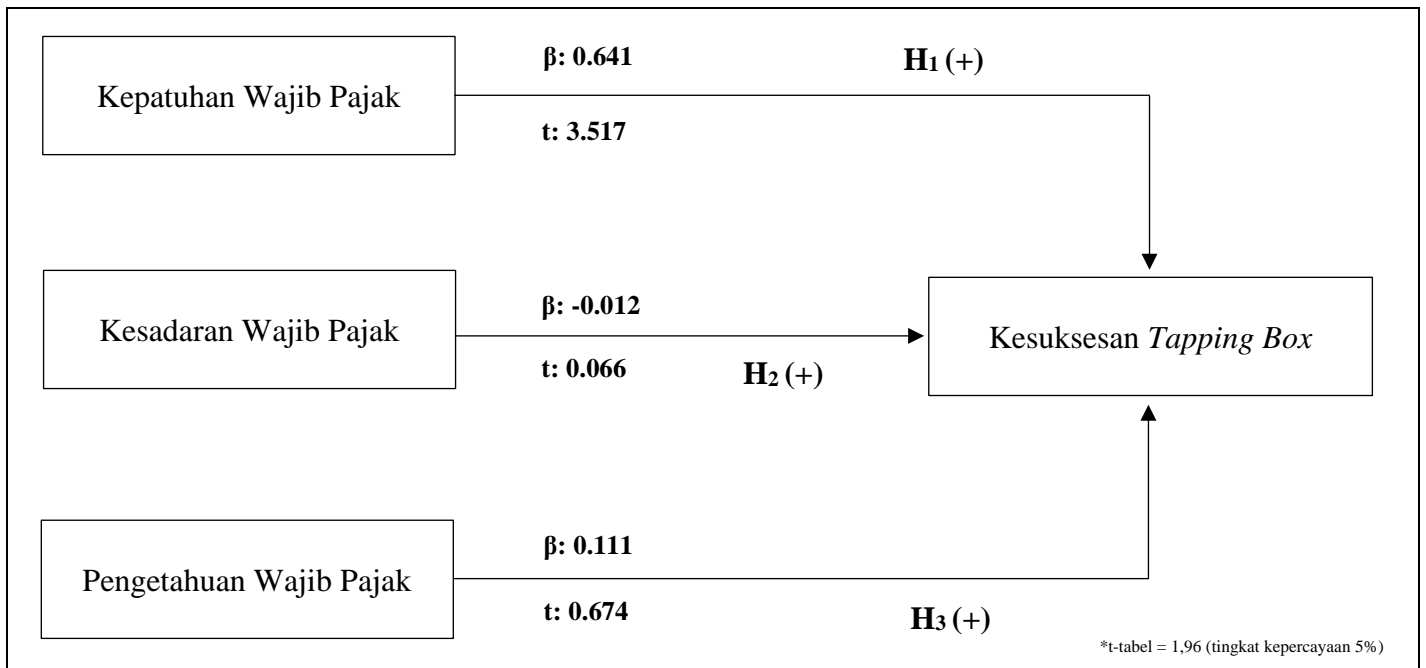 β: 0.641
H1 (+)
Kepatuhan Wajib Pajak
t: 3.517
β: -0.012
Kesadaran Wajib Pajak
Kesuksesan Tapping Box
t: 0.066
H2 (+)
β: 0.111
Pengetahuan Wajib Pajak
t: 0.674
H3 (+)
*t-tabel = 1,96 (tingkat kepercayaan 5%)